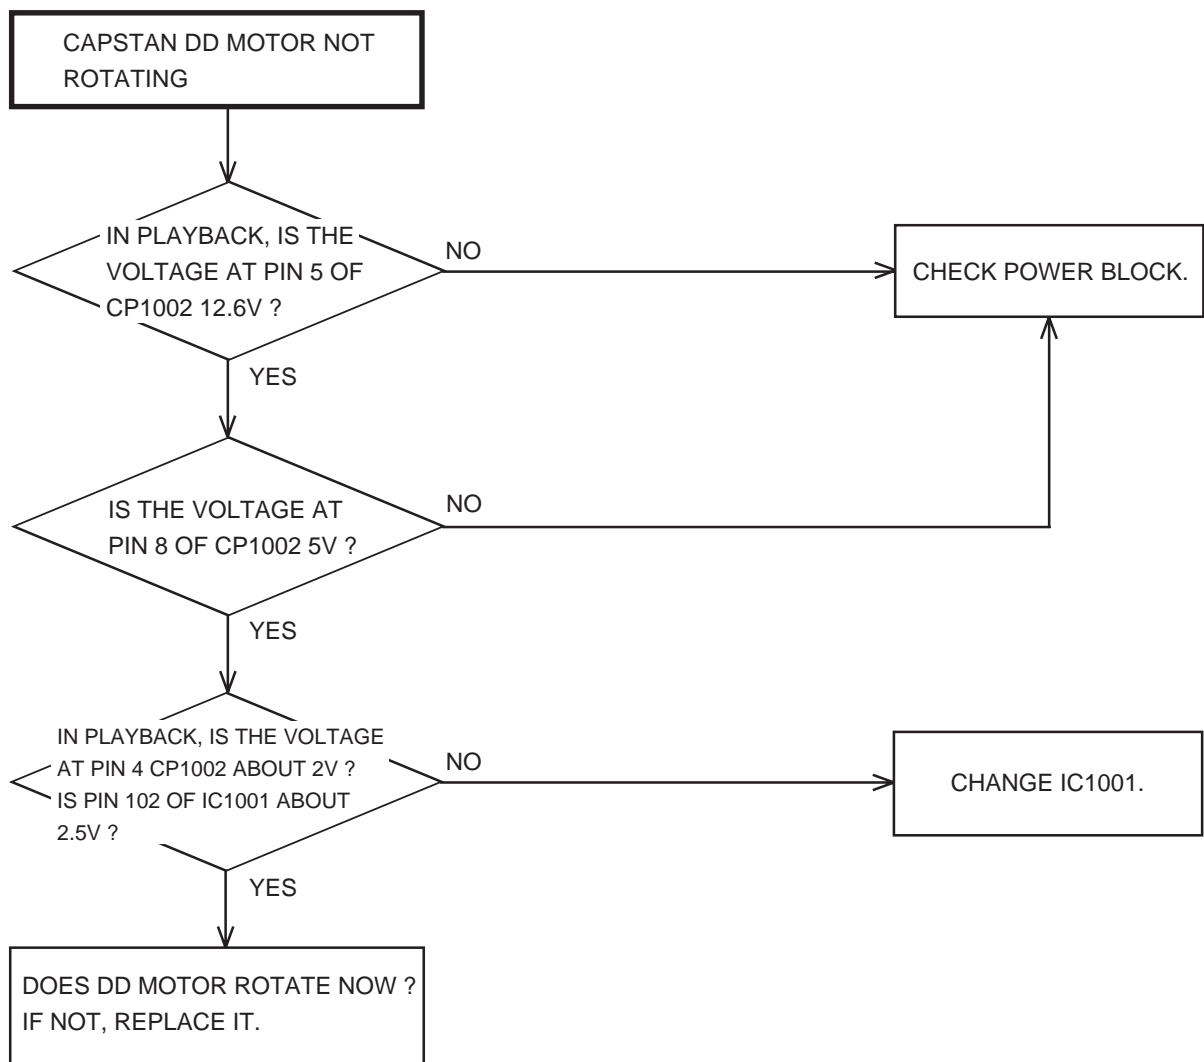 CAPSTAN DD MOTOR NOT
ROTATING
IN PLAYBACK, IS THE
VOLTAGE AT PIN 5 OF
CP1002 12.6V ?
NO
CHECK POWER BLOCK.
YES
IS THE VOLTAGE AT
PIN 8 OF CP1002 5V ?
NO
YES
IN PLAYBACK, IS THE VOLTAGE
AT PIN 4 CP1002 ABOUT 2V ?
IS PIN 102 OF IC1001 ABOUT
2.5V ?
NO
CHANGE IC1001.
YES
DOES DD MOTOR ROTATE NOW ?
IF NOT, REPLACE IT.